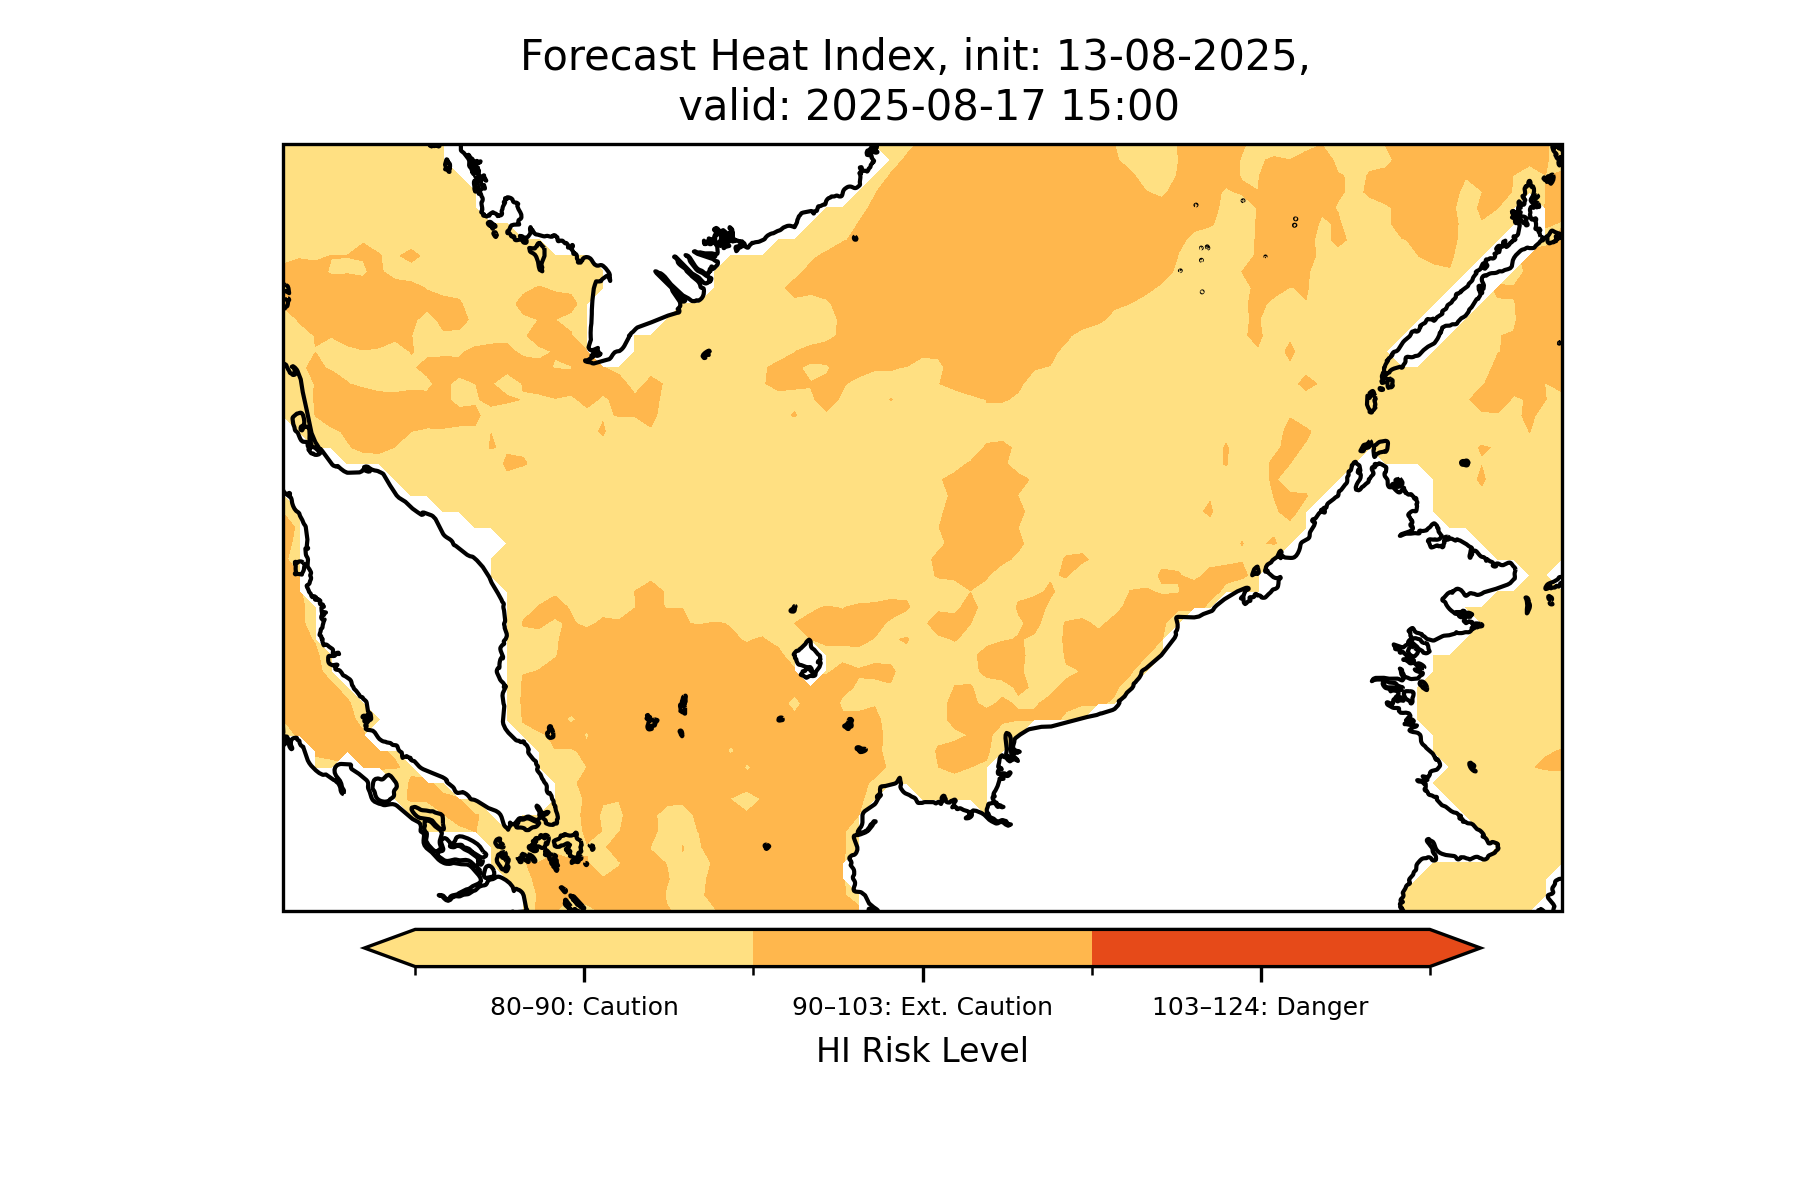 Forecast Heat Index, init: 13-08-2025,
valid: 2025-08-17 15:00
80–90: Caution
90–103: Ext. Caution
103–124: Danger
HI Risk Level